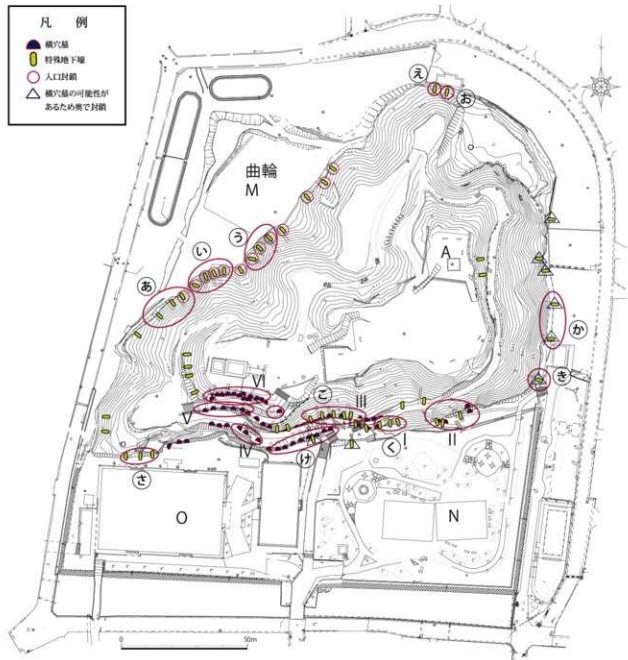 凡 例
横穴墓
特殊地下壕
入口封鎖
横穴墓の可能性が
あるため奥で封鎖
え
お
曲輪
M
う
い
A
あ
か
き
Ⅵ
こ
Ⅲ
Ⅴ
Ⅳ
け
く
Ⅰ
Ⅱ
さ
O
N
0
50m